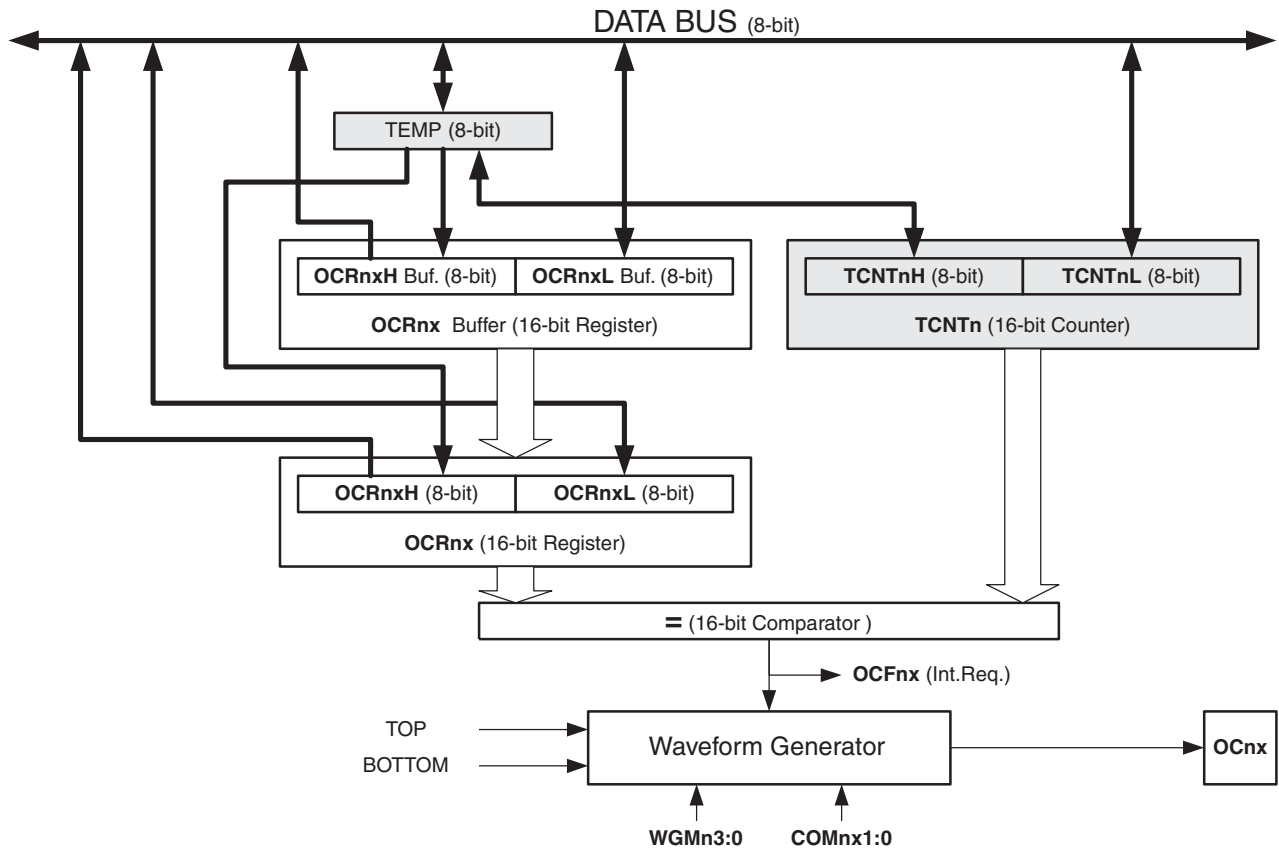 DATA BUS (8-bit)
TEMP (8-bit)
OCRnxH Buf. (8-bit) OCRnxL Buf. (8-bit)
OCRnx Buffer (16-bit Register)
TCNTnH (8-bit) TCNTnL (8-bit)
TCNTn (16-bit Counter)
OCRnxH (8-bit) OCRnxL (8-bit)
OCRnx (16-bit Register)
= (16-bit Comparator )
OCFnx (Int.Req.)
TOP
BOTTOM
Waveform Generator
OCnx
WGMn3:0 COMnx1:0